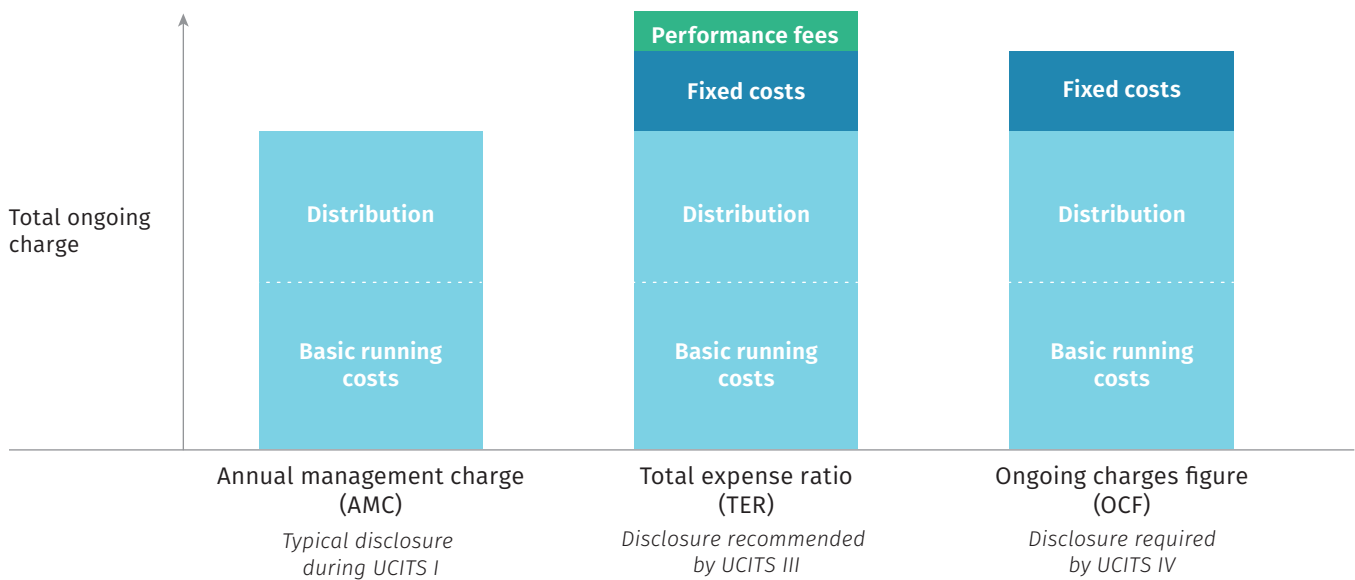 Performance fees
Fixed costs
Fixed costs
Total ongoing
charge
Distribution
Distribution
Distribution
Basic running
costs
Basic running
costs
Basic running
costs
Annual management charge
(AMC)
Typical disclosure
during UCITS I
Total expense ratio
(TER)
Disclosure recommended
by UCITS III
Ongoing charges figure
(OCF)
Disclosure required
by UCITS IV